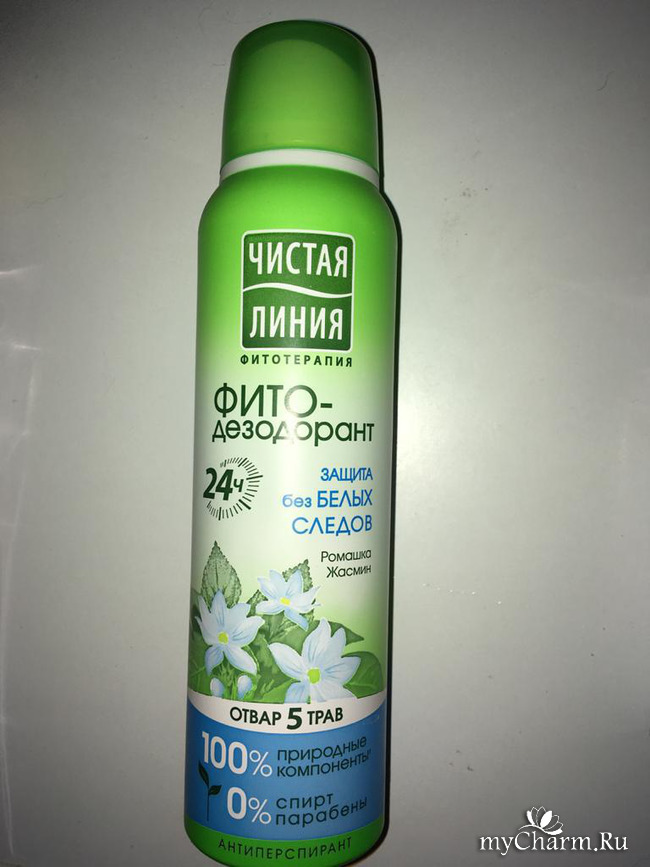 ЧИСТАЯ
ЛИНИЯ
ФИТОТЕРАПИЯ
ФИТО-
дезодорант
24ч
ЗАЩИТА
без БЕЛЫХ
СЛЕДОВ
Ромашка
Жасмин
ОТВАР 5 ТРАВ
100% природные
компоненты*
0% спирт
парабены
АНТИПЕРСПИРАНТ
myCharm.Ru